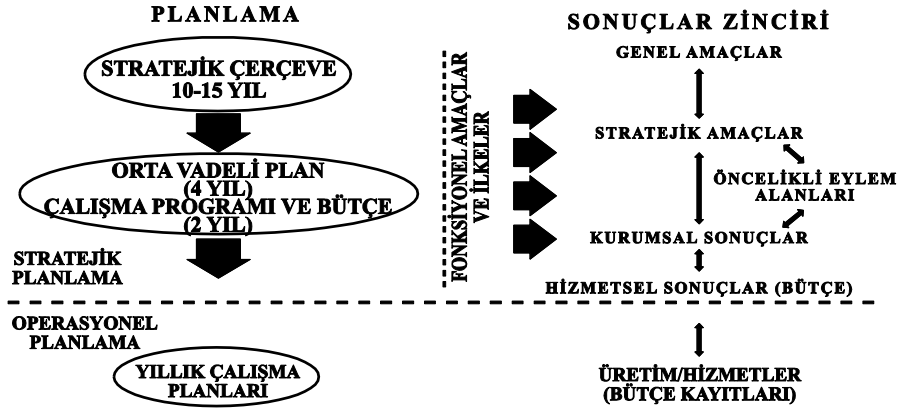 PLANLAMA
STRATEJİK ÇERÇEVE
10-15 YIL
ORTA VADELİ PLAN
(4 YIL)
ÇALIŞMA PROGRAMI VE BÜTÇE
(2 YIL)
STRATEJİK
PLANLAMA
OPERASYONEL
PLANLAMA
YILLIK ÇALIŞMA
PLANLARI
FONKSİYONEL AMAÇLAR
VE İLKELER
SONUÇLAR ZİNCİRİ
GENEL AMAÇLAR
STRATEJİK AMAÇLAR
ÖNCELİKLİ EYLEM
ALANLARI
KURUMSAL SONUÇLAR
HİZMETSEL SONUÇLAR (BÜTÇE)
ÜRETİM/HİZMETLER
(BÜTÇE KAYITLARI)